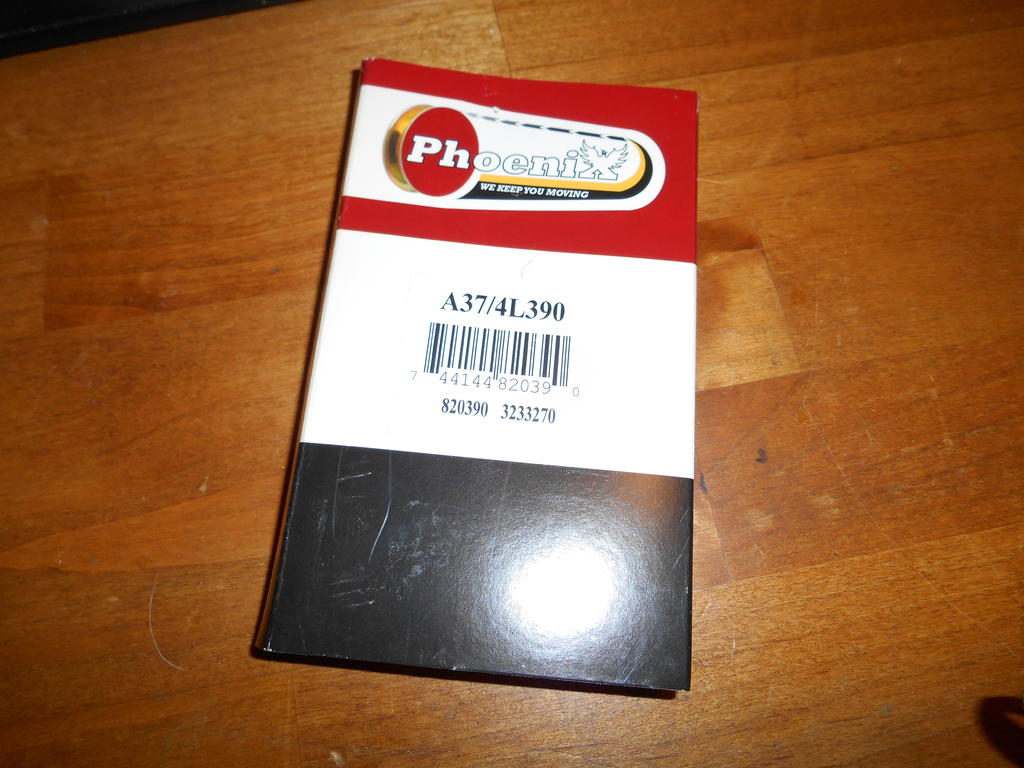 Phoenix
WE KEEP YOU MOVING
A37/4L390
7 44144 82039 0
820390 3233270